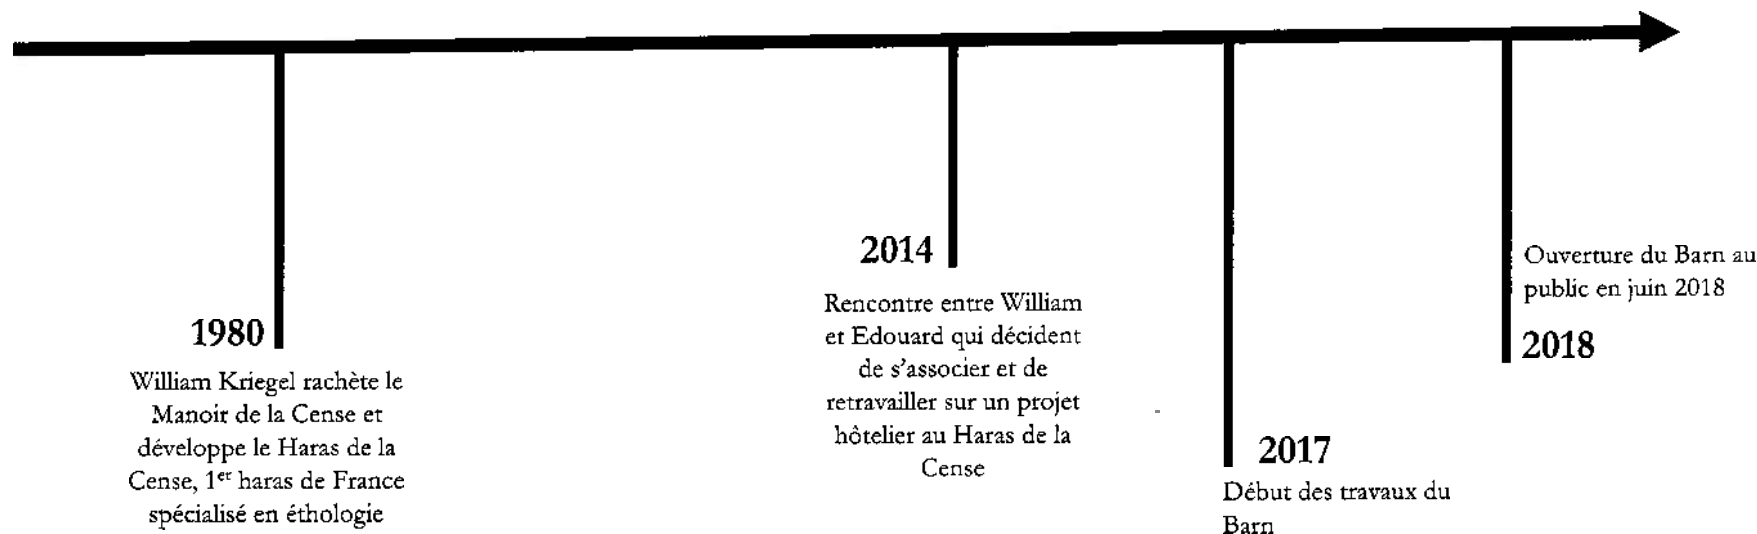 1980
William Kriegel rachète le
Manoir de la Cense et
développe le Haras de la
Cense, 1er haras de France
spécialisé en éthologie
2014
Rencontre entre William
et Edouard qui décident
de s'associer et de
retravailler sur un projet
hôtelier au Haras de la
Cense
2017
Début des travaux du
Barn
Ouverture du Barn au
public en juin 2018
2018